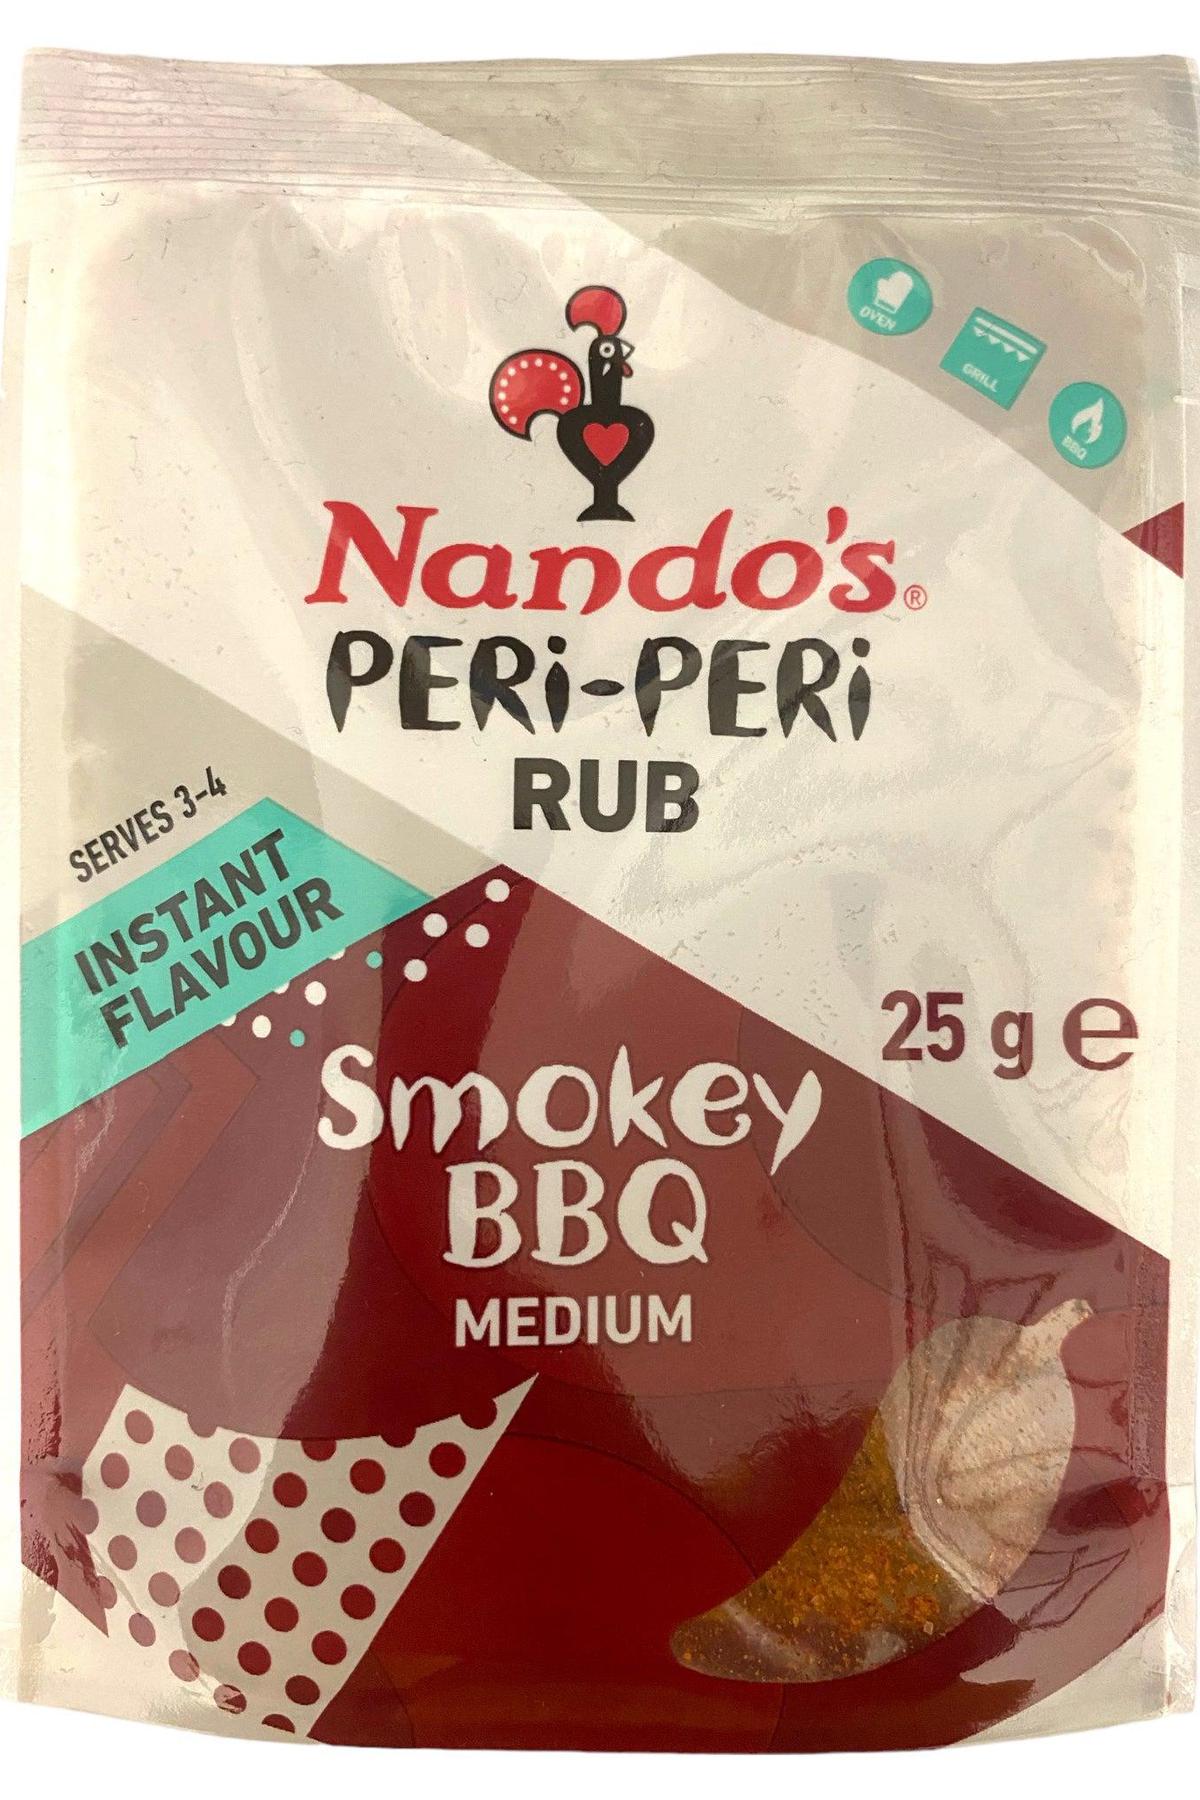 OVEN
GRILL
BBQ
Nando's®
PERi-PERi
RUB
SERVES 3-4
INSTANT
FLAVOUR
25 g e
Smokey
BBQ
MEDIUM